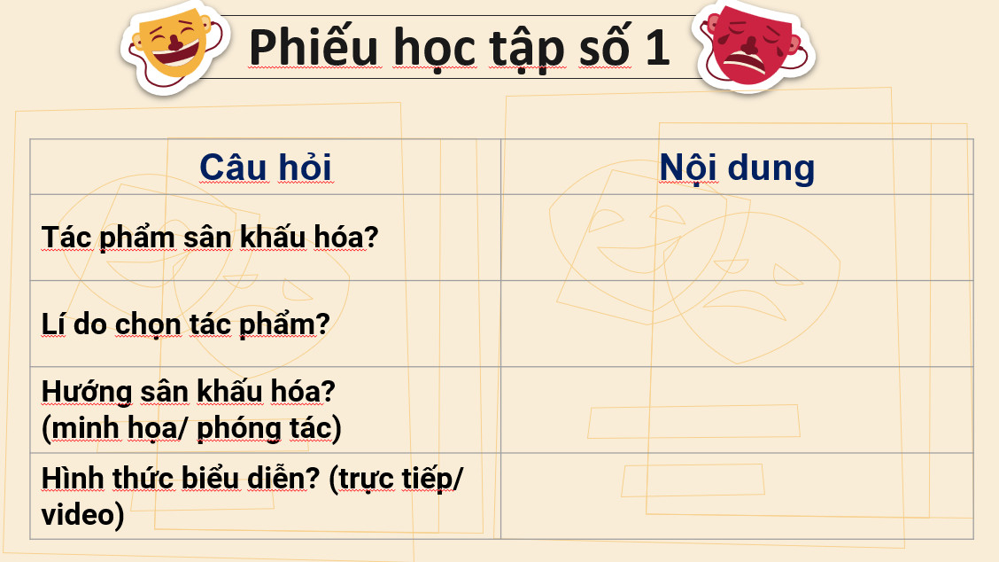 Phiếu học tập số 1
Câu hỏi
Nội dung
Tác phẩm sân khấu hóa?
Lí do chọn tác phẩm?
Hướng sân khấu hóa?
(minh họa/ phóng tác)
Hình thức biểu diễn? (trực tiếp/
video)